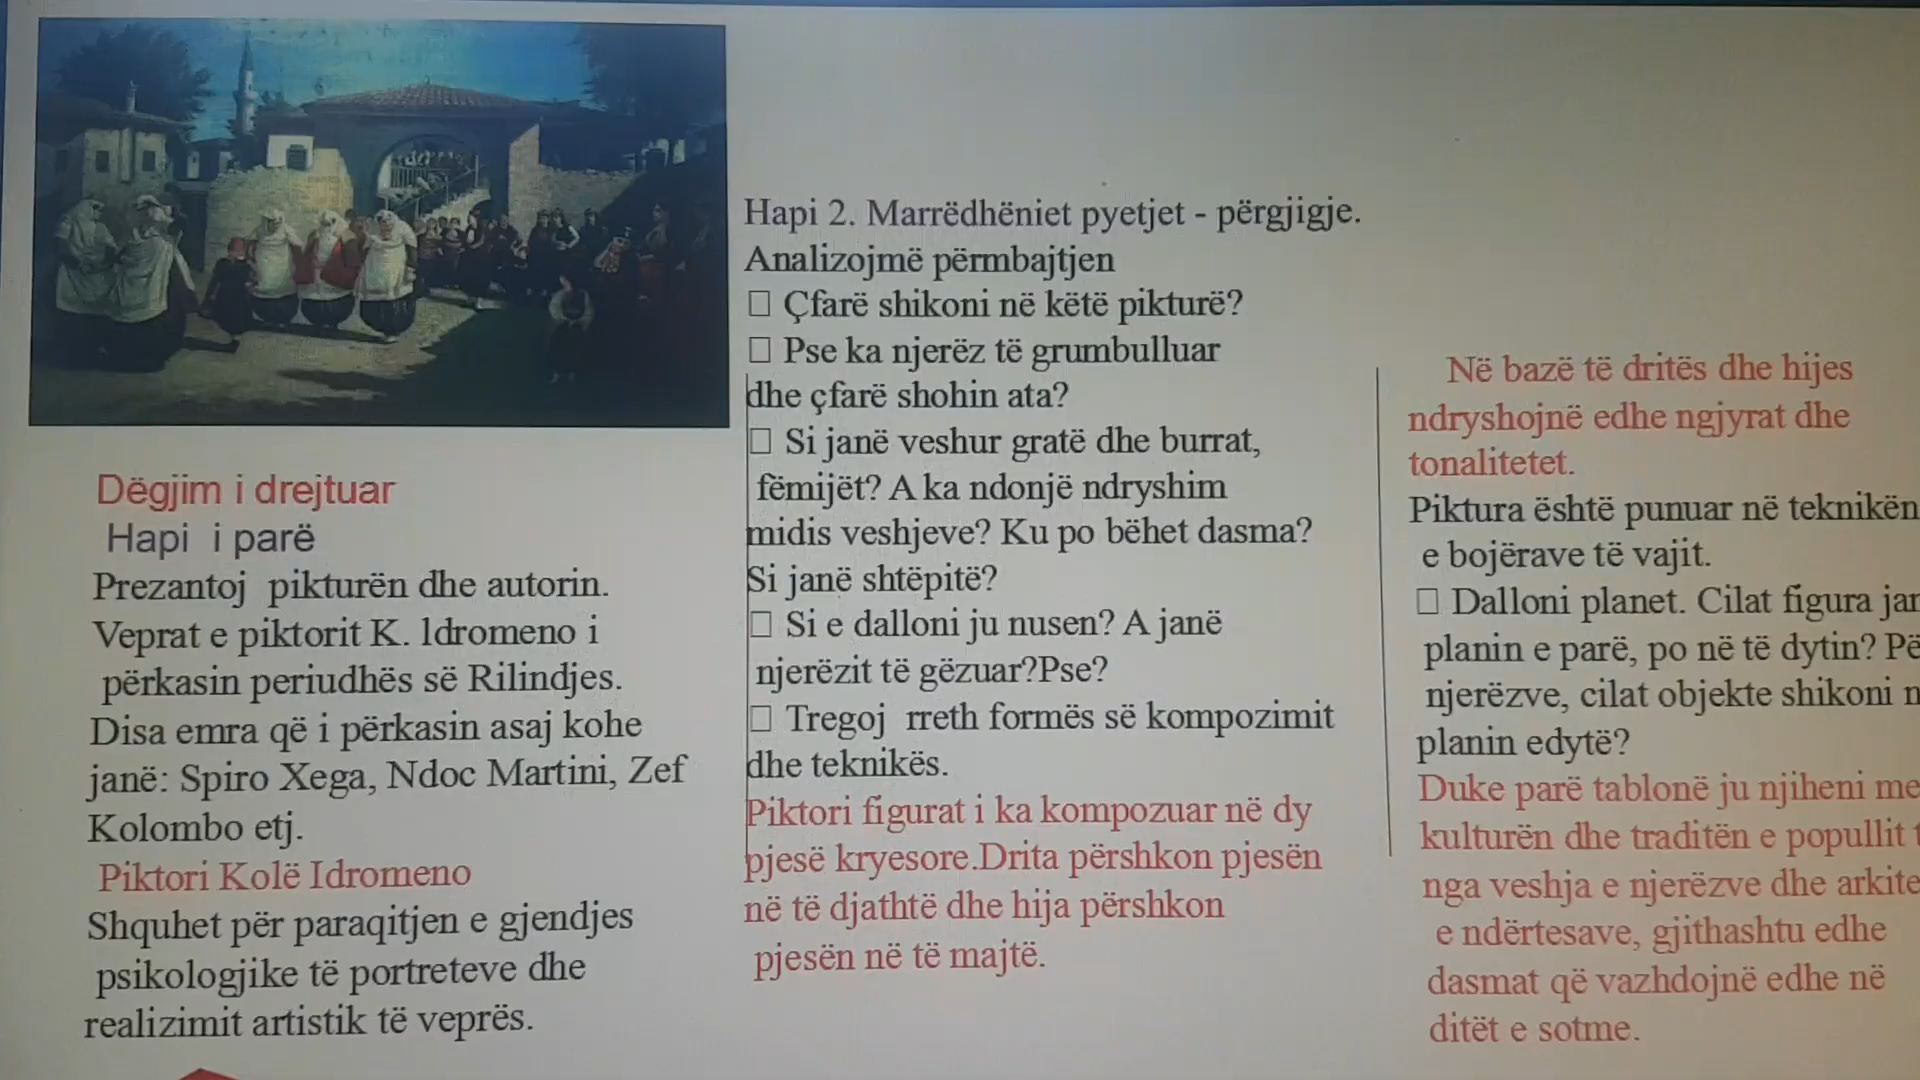 Dëgjim i drejtuar
Hapi i parë
Prezantoj pikturën dhe autorin.
Veprat e piktorit K. ldromeno i
përkasin periudhës së Rilindjes.
Disa emra që i përkasin asaj kohe
janë: Spiro Xega, Ndoc Martini, Zef
Kolombo etj.
Piktori Kolë Idromeno
Shquhet për paraqitjen e gjendjes
psikologjike të portreteve dhe
realizimit artistik të veprës.
Hapi 2. Marrëdhëniet pyetjet - përgjigje.
Analizojmë përmbajtjen
□ Çfarë shikoni në këtë pikturë?
□ Pse ka njerëz të grumbulluar
dhe çfarë shohin ata?
□ Si janë veshur gratë dhe burrat,
fëmijët? A ka ndonjë ndryshim
midis veshjeve? Ku po bëhet dasma?
Si janë shtëpitë?
□ Si e dalloni ju nusen? A janë
njerëzit të gëzuar?Pse?
□ Tregoj rreth formës së kompozimit
dhe teknikës.
Piktori figurat i ka kompozuar në dy
pjesë kryesore.Drita përshkon pjesën
në të djathtë dhe hija përshkon
pjesën në të majtë.
Në bazë të dritës dhe hijes
ndryshojnë edhe ngjyrat dhe
tonalitetet.
Piktura është punuar në teknikën
e bojërave të vajit.
□ Dalloni planet. Cilat figura jan
planin e parë, po në të dytin? Pë
njerëzve, cilat objekte shikoni n
planin edytë?
Duke parë tablonë ju njiheni me
kulturën dhe traditën e popullit t
nga veshja e njerëzve dhe arkite
e ndërtesave, gjithashtu edhe
dasmat që vazhdojnë edhe në
ditët e sotme.